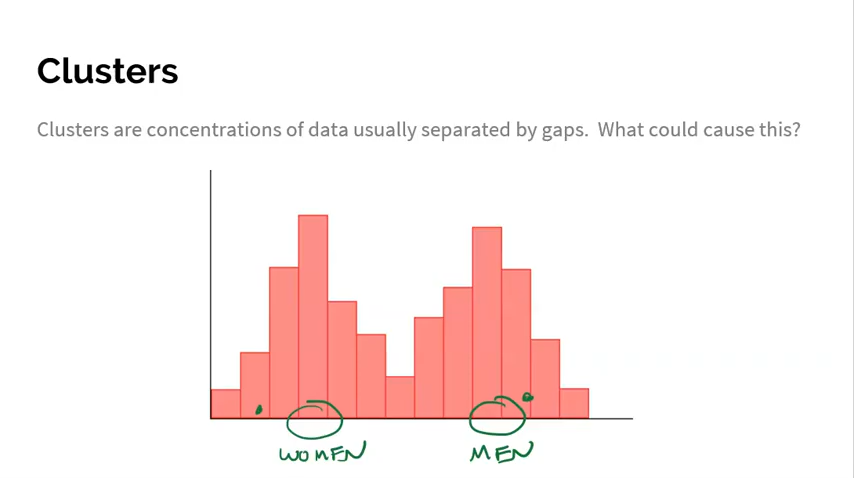 Clusters
Clusters are concentrations of data usually separated by gaps. What could cause this?
WOMEN
MEN